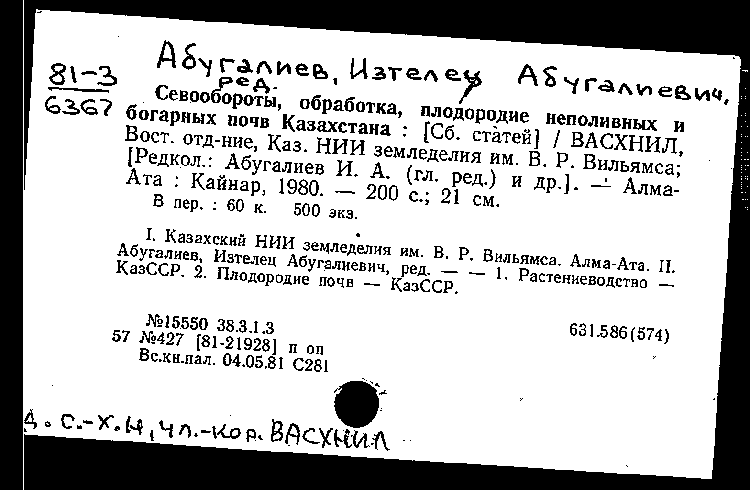 Абугалиев, Изтелеу Абугалиевич,
ред.
81-3
6367
Севообороты, обработка, плодородие неполивных и
богарных почв Казахстана : [Сб. статей] / ВАСХНИЛ,
Вост. отд-ние, Каз. НИИ земледелия им. В. Р. Вильямса;
[Редкол.: Абугалиев И. А. (гл. ред.) и др.]. — Алма-
Ата : Кайнар, 1980. — 200 с.; 21 см.
В пер. : 60 к. 500 экз.
I. Казахский НИИ земледелия им. В. Р. Вильямса. Алма-Ата. II.
Абугалиев, Изтелец Абугалиевич, ред. — — 1. Растениеводство —
КазССР. 2. Плодородие почв — КазССР.
№15550 38.3.1.3
631.586(574)
57 №427 [81-21928] п оп
Вс.кн.пал. 04.05.81 С281
Д. С.-Х.Н, чл.-кор. ВАСХНИЛ